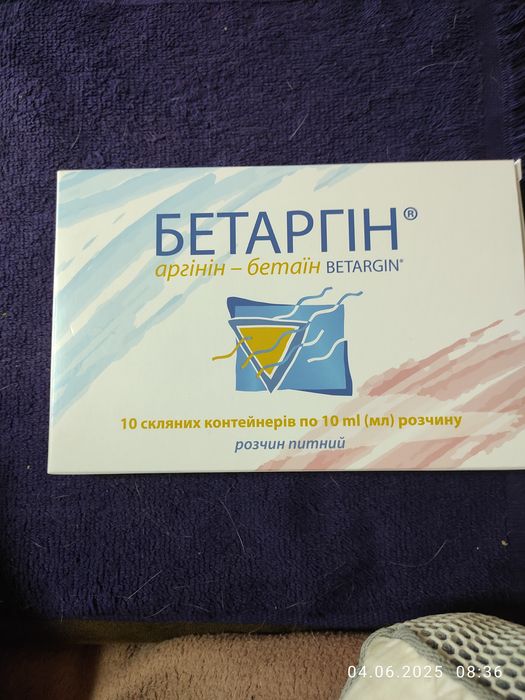 БЕТАРГІН®
аргінін – бетаїн BETARGIN®
10 скляних контейнерів по 10 ml (мл) розчину
розчин питний
04.06.2025 08:36